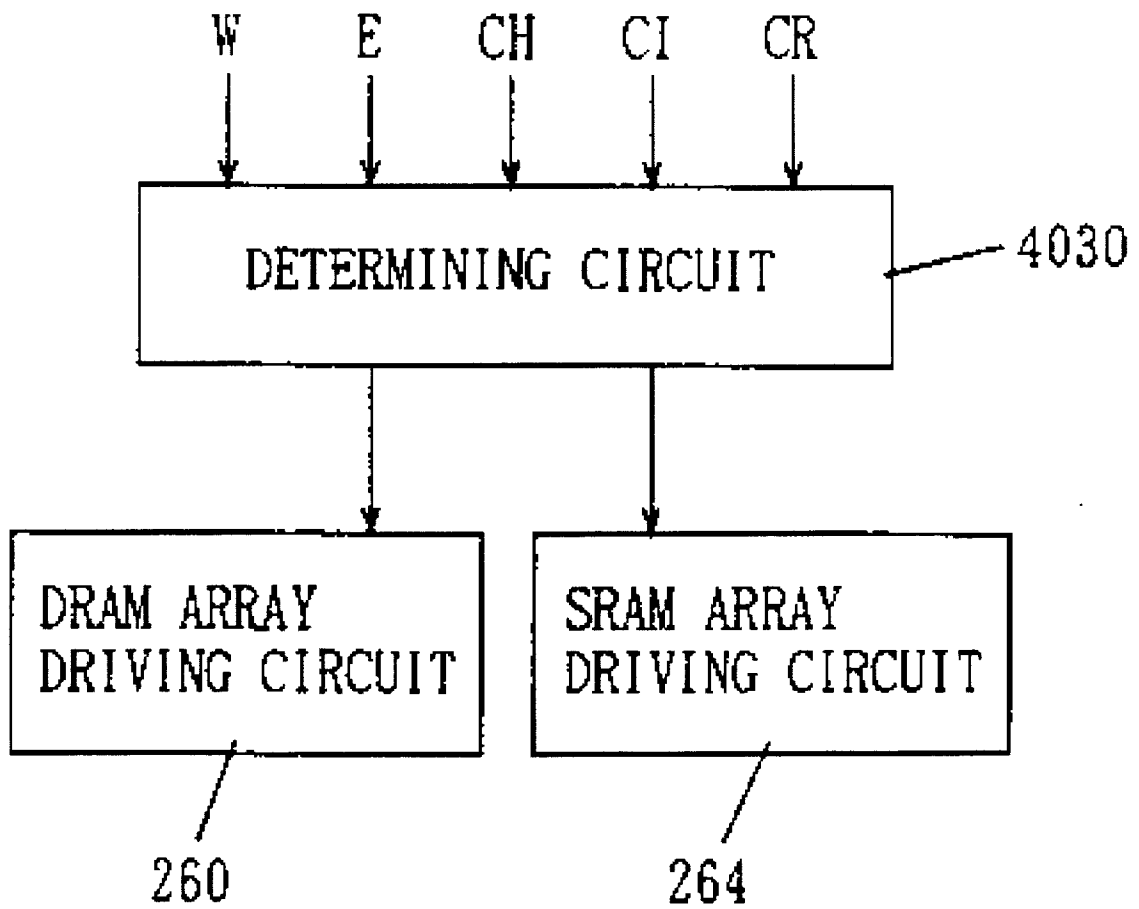 W E CH CI CR
DETERMINING CIRCUIT
4030
DRAM ARRAY
DRIVING CIRCUIT
SRAM ARRAY
DRIVING CIRCUIT
260
264